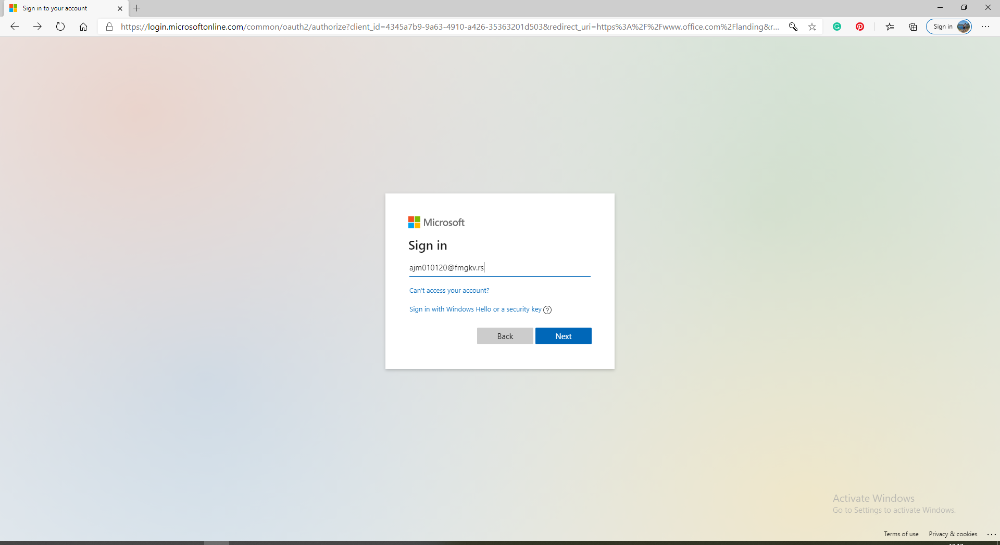 Sign in to your account
https://login.microsoftonline.com/common/oauth2/authorize?client_id=4345a7b9-9a63-4910-a426-35363201d503&redirect_uri=https%3A%2F%2Fwww.office.com%2Flanding&r...
Sign in
Microsoft
Sign in
ajm010120@fmgkv.rs
Can't access your account?
Sign in with Windows Hello or a security key
Back
Next
Activate Windows
Go to Settings to activate Windows.
Terms of use
Privacy & cookies